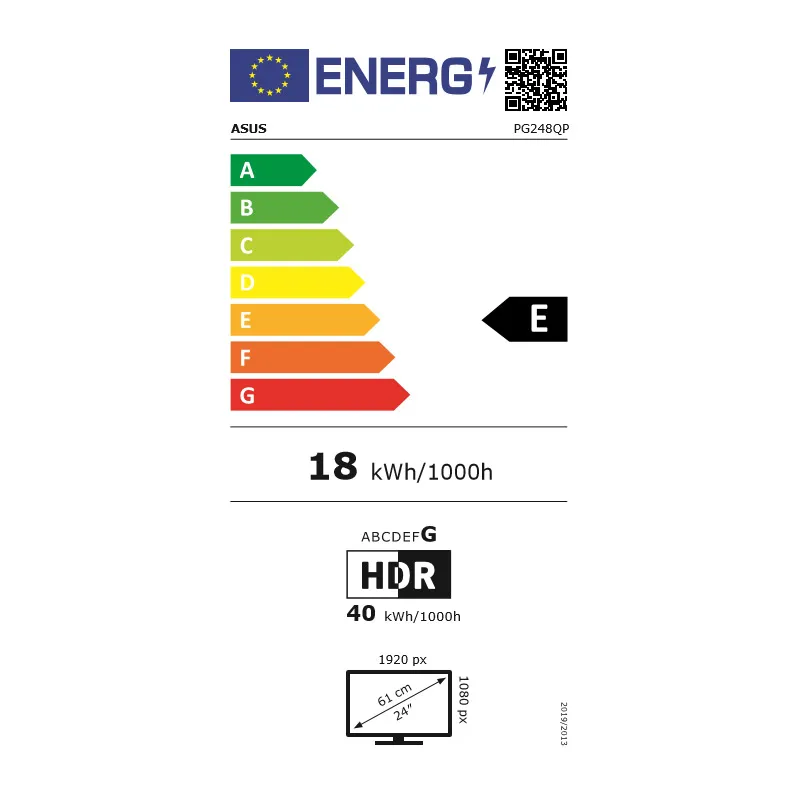 ENERG
ASUS PG248QP
A
B
C
D
E
E
F
G
18 kWh/1000h
ABCDEFG
HDR
40 kWh/1000h
1920 px
61 cm
24"
1080 px
2019/2013